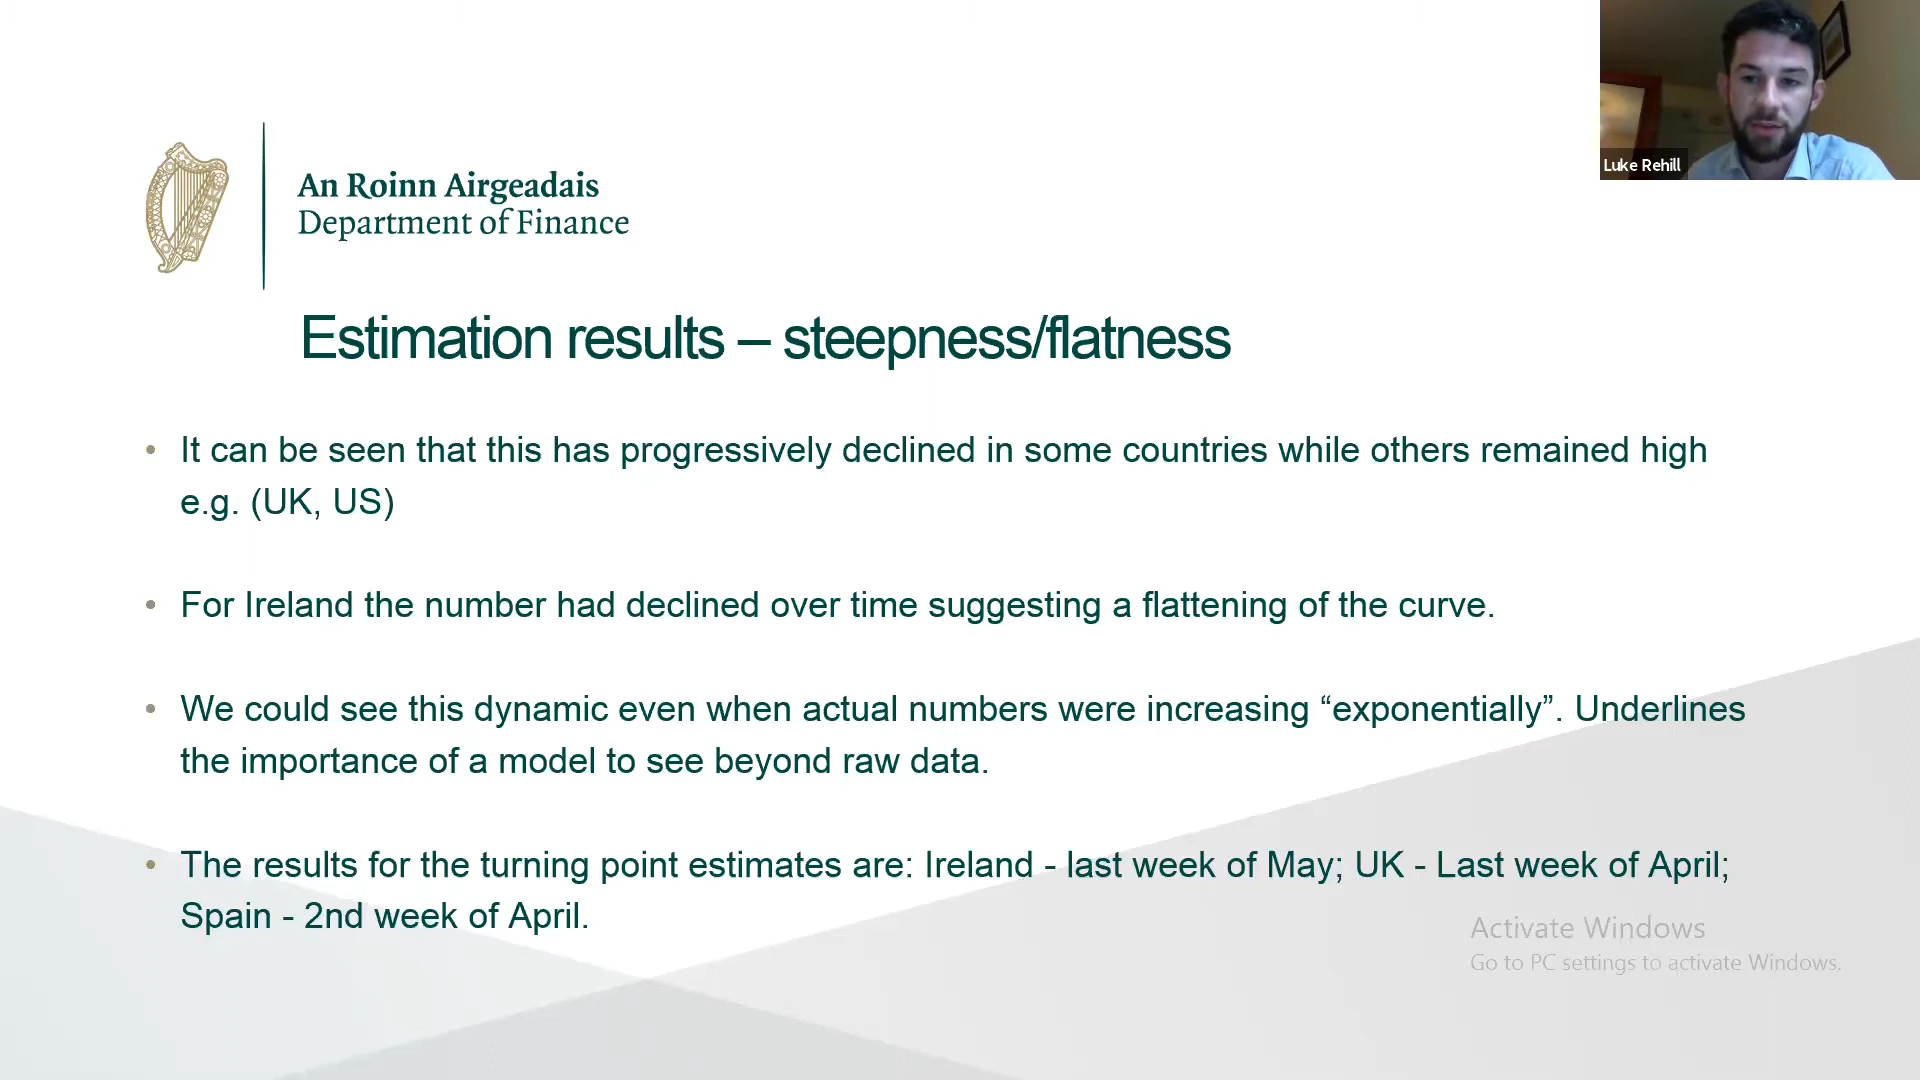 Luke Rehill
An Roinn Airgeadais
Department of Finance
Estimation results – steepness/flatness
• It can be seen that this has progressively declined in some countries while others remained high
e.g. (UK, US)
• For Ireland the number had declined over time suggesting a flattening of the curve.
• We could see this dynamic even when actual numbers were increasing “exponentially”. Underlines
the importance of a model to see beyond raw data.
• The results for the turning point estimates are: Ireland - last week of May; UK - Last week of April;
Spain - 2nd week of April.
Activate Windows
Go to PC settings to activate Windows.